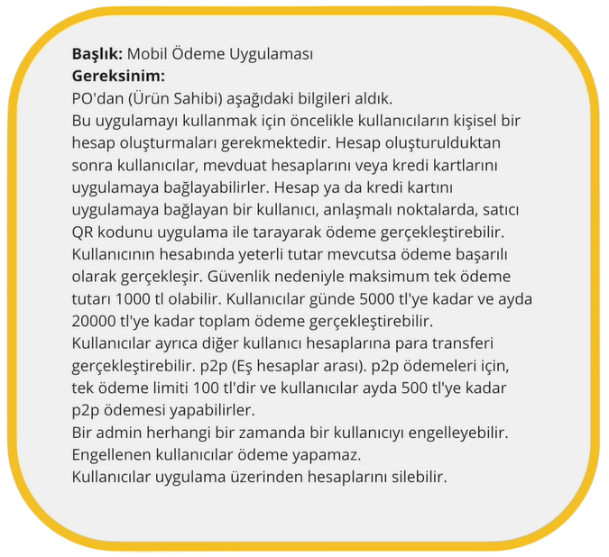 Başlık: Mobil Ödeme Uygulaması
Gereksinim:
PO'dan (Ürün Sahibi) aşağıdaki bilgileri aldık.
Bu uygulamayı kullanmak için öncelikle kullanıcıların kişisel bir
hesap oluşturmaları gerekmektedir. Hesap oluşturulduktan
sonra kullanıcılar, mevduat hesaplarını veya kredi kartlarını
uygulamaya bağlayabilirler. Hesap ya da kredi kartını
uygulamaya bağlayan bir kullanıcı, anlaşmalı noktalarda, satıcı
QR kodunu uygulama ile tarayarak ödeme gerçekleştirebilir.
Kullanıcının hesabında yeterli tutar mevcutsa ödeme başarılı
olarak gerçekleşir. Güvenlik nedeniyle maksimum tek ödeme
tutarı 1000 tl olabilir. Kullanıcılar günde 5000 tl'ye kadar ve ayda
20000 tl'ye kadar toplam ödeme gerçekleştirebilir.
Kullanıcılar ayrıca diğer kullanıcı hesaplarına para transferi
gerçekleştirebilir. p2p (Eş hesaplar arası). p2p ödemeleri için,
tek ödeme limiti 100 tl'dir ve kullanıcılar ayda 500 tl'ye kadar
p2p ödemesi yapabilirler.
Bir admin herhangi bir zamanda bir kullanıcıyı engelleyebilir.
Engellenen kullanıcılar ödeme yapamaz.
Kullanıcılar uygulama üzerinden hesaplarını silebilir.